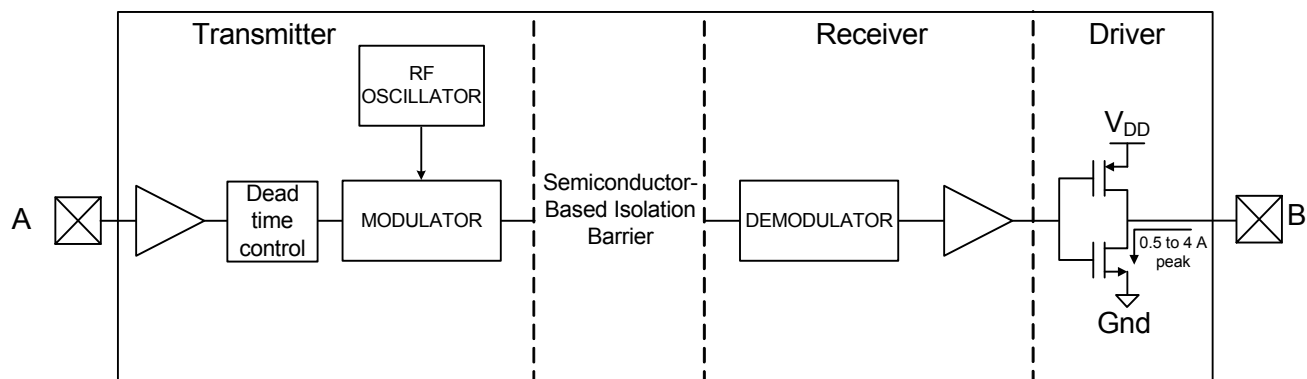 Transmitter
Receiver
Driver
RF
OSCILLATOR
V_DD
A
Dead
time
control
MODULATOR
Semiconductor-
Based Isolation
Barrier
DEMODULATOR
B
0.5 to 4 A
peak
Gnd